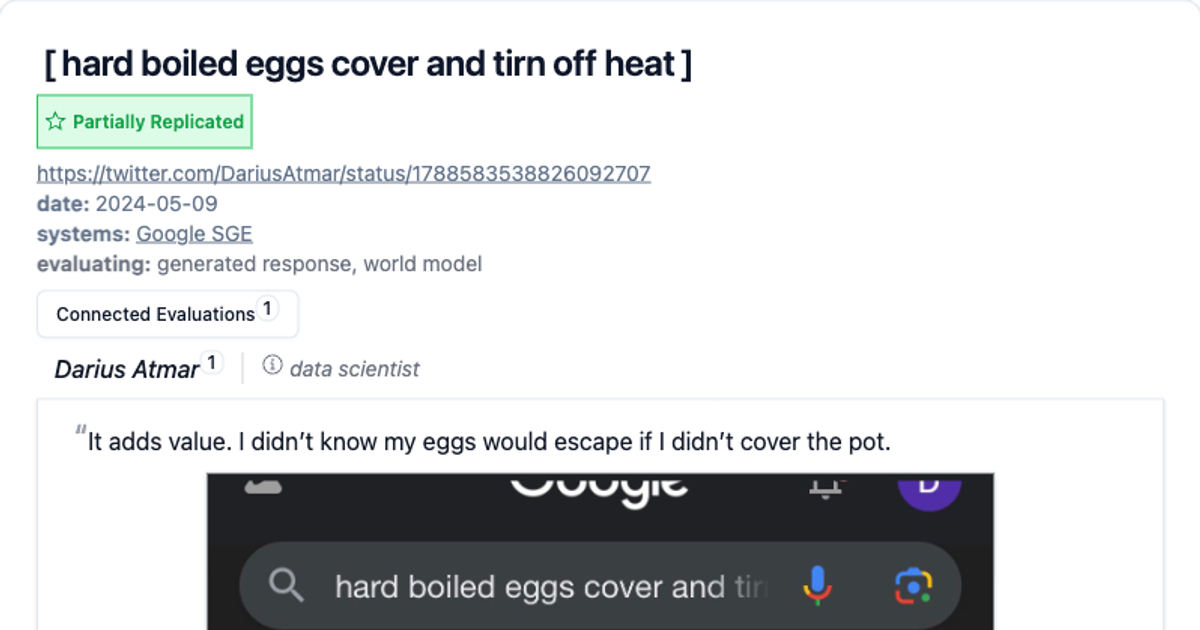 [ hard boiled eggs cover and tirn off heat ]
Partially Replicated
https://twitter.com/DariusAtmar/status/1788583538826092707
date: 2024-05-09
systems: Google SGE
evaluating: generated response, world model
Connected Evaluations 1
Darius Atmar 1 data scientist
“It adds value. I didn’t know my eggs would escape if I didn’t cover the pot.
Google D
hard boiled eggs cover and tirn